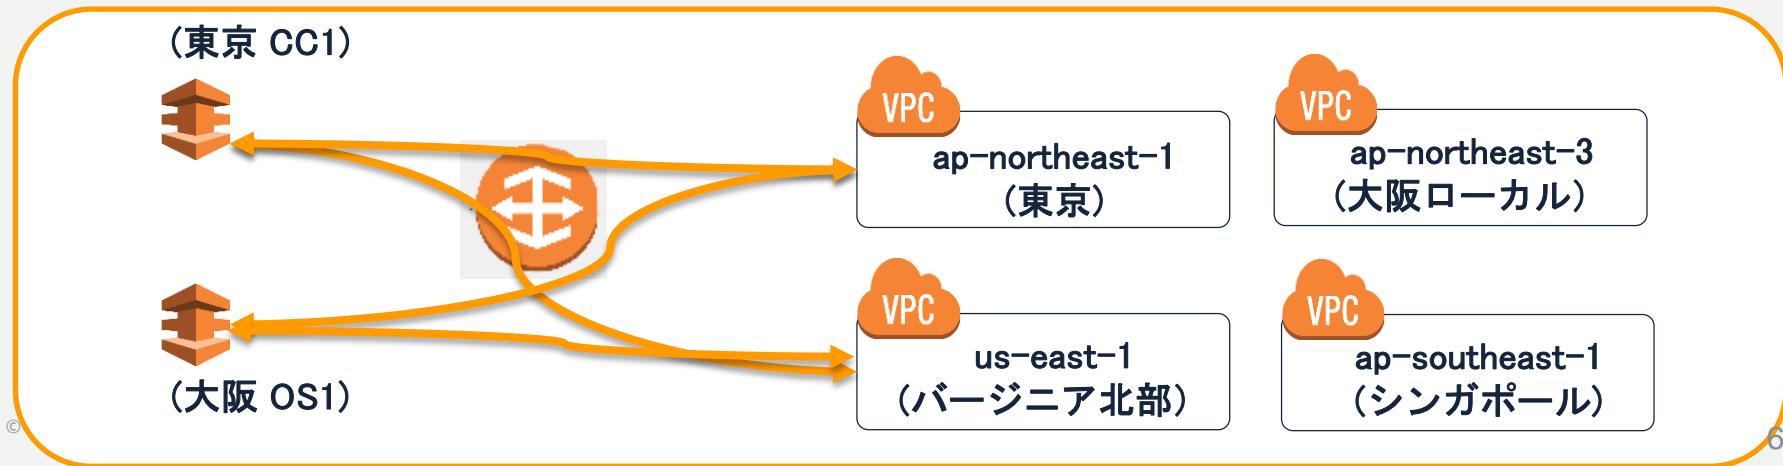 (東京 CC1)
VPC
ap-northeast-1
(東京)
VPC
ap-northeast-3
(大阪ローカル)
VPC
us-east-1
(バージニア北部)
VPC
ap-southeast-1
(シンガポール)
(大阪 OS1)
©
6